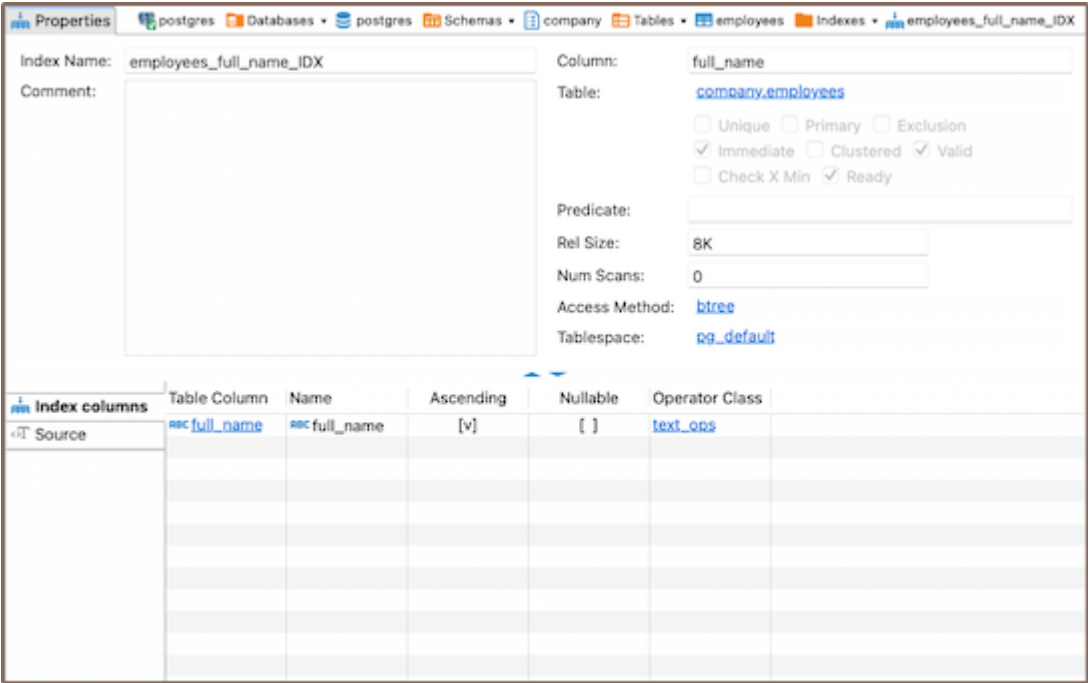 Properties postgres Databases postgres Schemas company Tables employees Indexes employees_full_name_IDX
Index Name: employees_full_name_IDX
Comment:
Column: full_name
Table: company.employees
Unique Primary Exclusion
Immediate Clustered Valid
Check X Min Ready
Predicate:
Rel Size: 8K
Num Scans: 0
Access Method: btree
Tablespace: pg_default
Index columns
Source
Table Column Name Ascending Nullable Operator Class
ABC full_name ABC full_name [v] [ ] text_ops